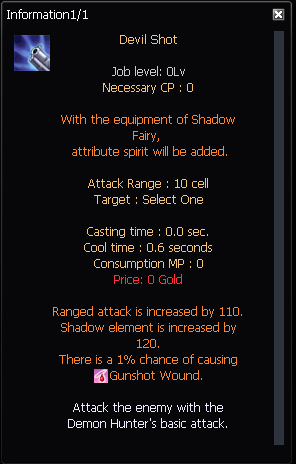 Information1/1
Devil Shot
Job level: 0Lv
Necessary CP : 0
With the equipment of Shadow
Fairy,
attribute spirit will be added.
Attack Range : 10 cell
Target : Select One
Casting time : 0.0 sec.
Cool time : 0.6 seconds
Consumption MP : 0
Price: 0 Gold
Ranged attack is increased by 110.
Shadow element is increased by
120.
There is a 1% chance of causing
Gunshot Wound.
Attack the enemy with the
Demon Hunter's basic attack.